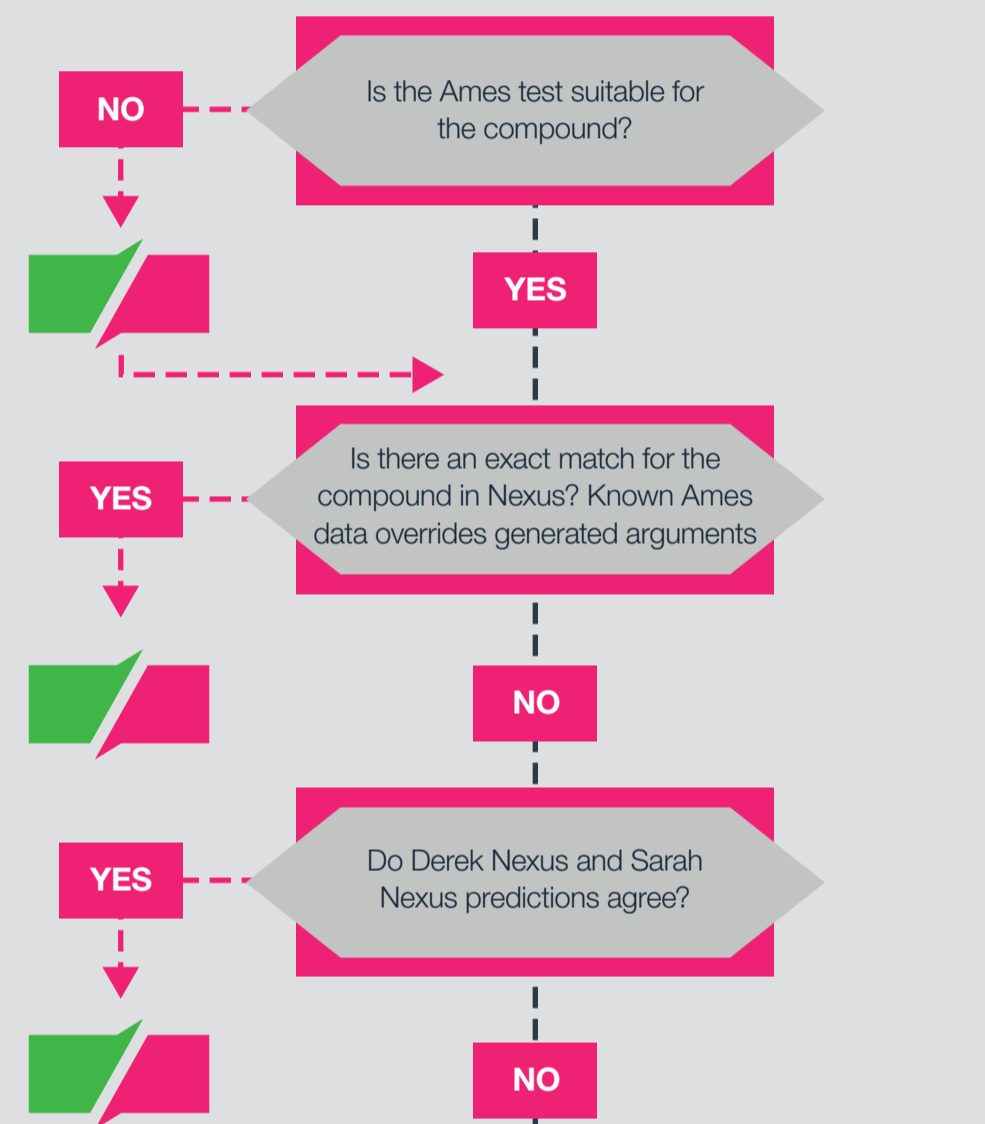 Is the Ames test suitable for
the compound?
NO
YES
Is there an exact match for the
compound in Nexus? Known Ames
data overrides generated arguments
YES
NO
Do Derek Nexus and Sarah
Nexus predictions agree?
YES
NO